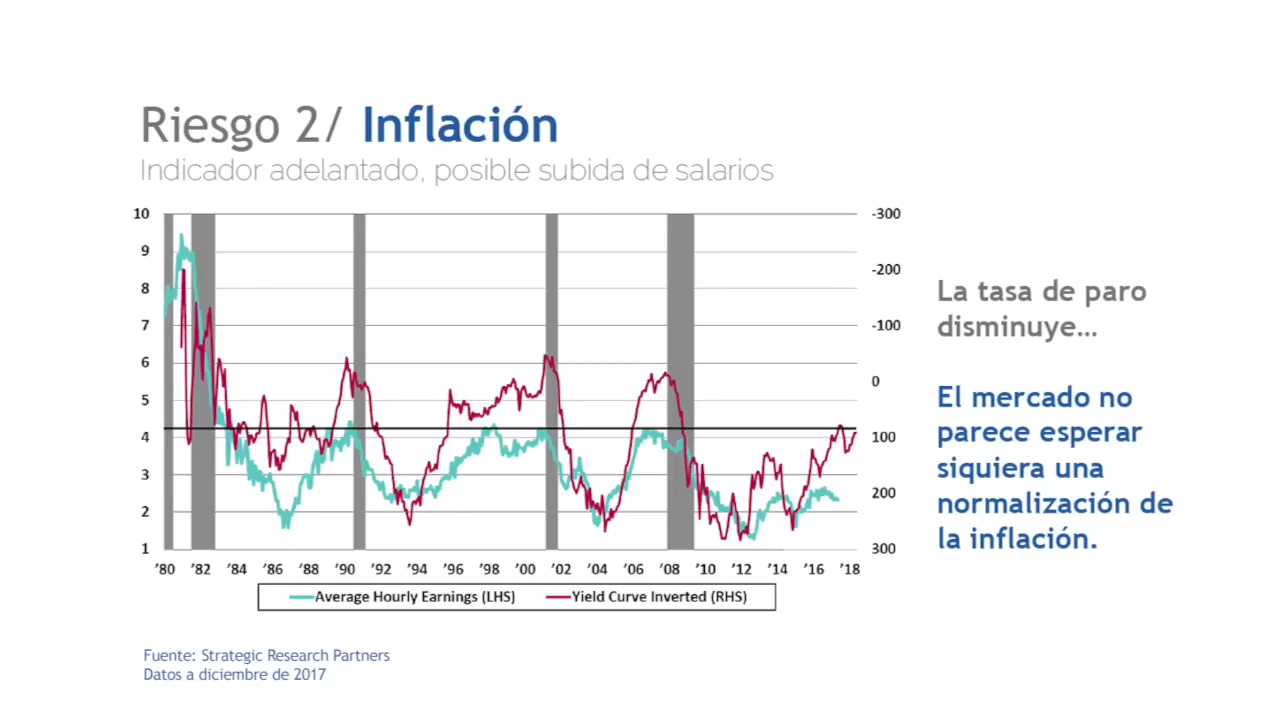 Riesgo 2/ Inflación
Indicador adelantado, posible subida de salarios
10
9
8
7
6
5
4
3
2
1
-300
-200
-100
0
100
200
300
'80 '82 '84 '86 '88 '90 '92 '94 '96 '98 '00 '02 '04 '06 '08 '10 '12 '14 '16 '18
Average Hourly Earnings (LHS) Yield Curve Inverted (RHS)
La tasa de paro
disminuye...
El mercado no
parece esperar
siquiera una
normalización de
la inflación.
Fuente: Strategic Research Partners
Datos a diciembre de 2017